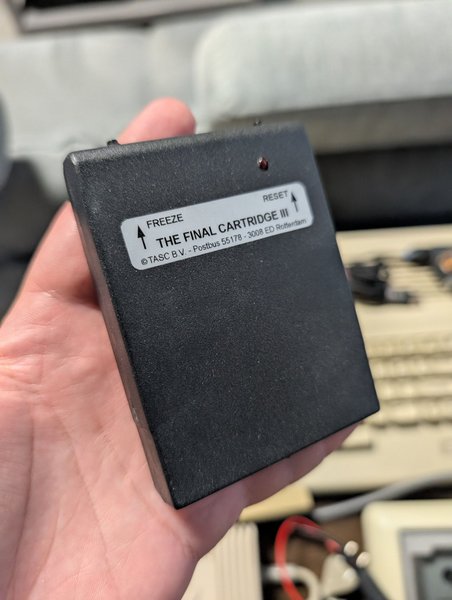 FREEZE RESET
THE FINAL CARTRIDGE III
© TASC B.V. - Postbus 55178 - 3008 ED Rotterdam